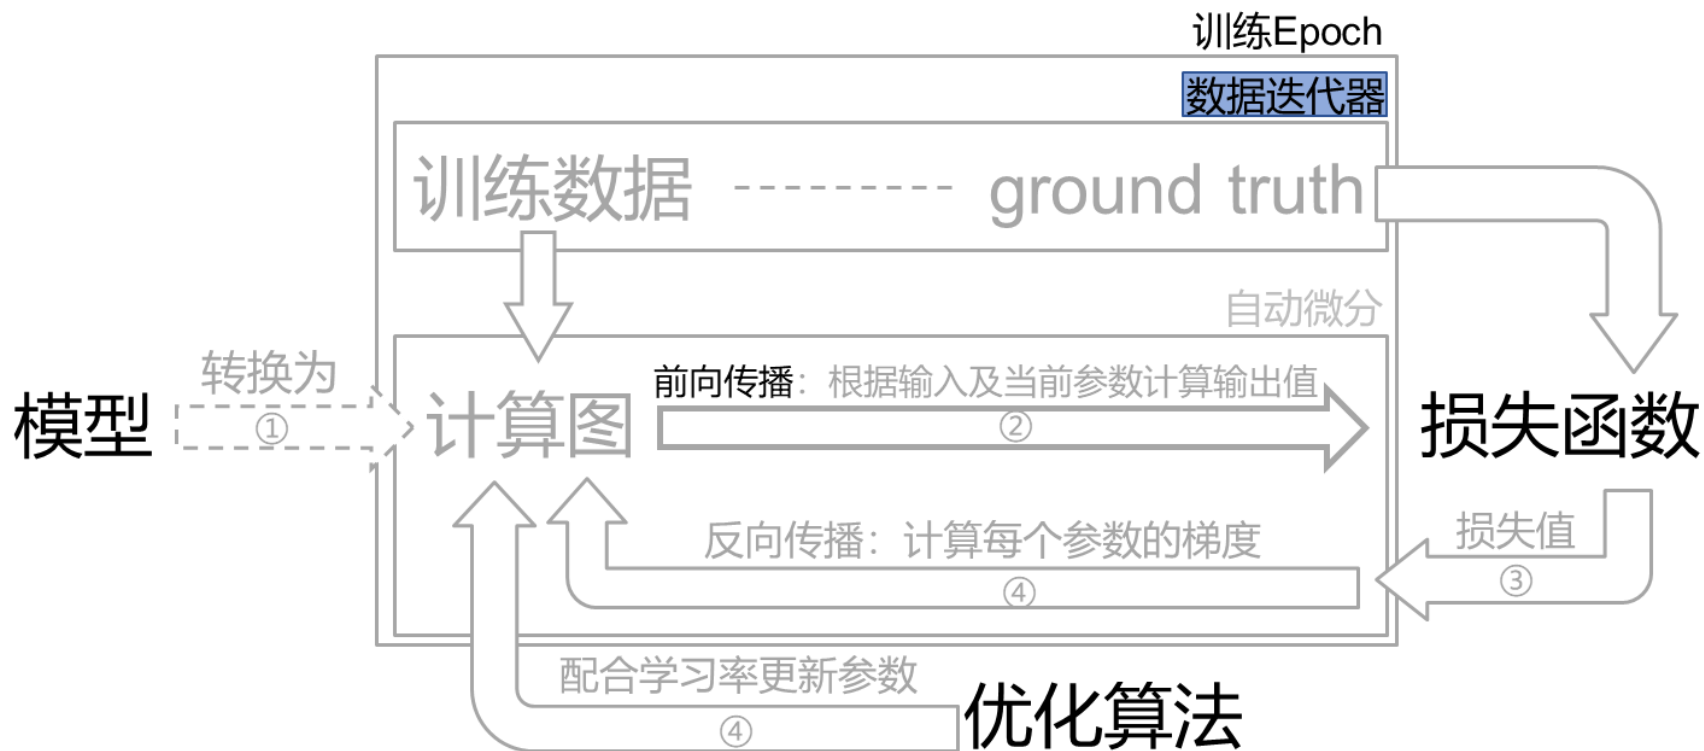 训练Epoch
数据迭代器
训练数据 -------- ground truth
自动微分
转换为
前向传播：根据输入及当前参数计算输出值
模型
①
计算图
②
损失函数
反向传播：计算每个参数的梯度
损失值
④
③
配合学习率更新参数
优化算法
④